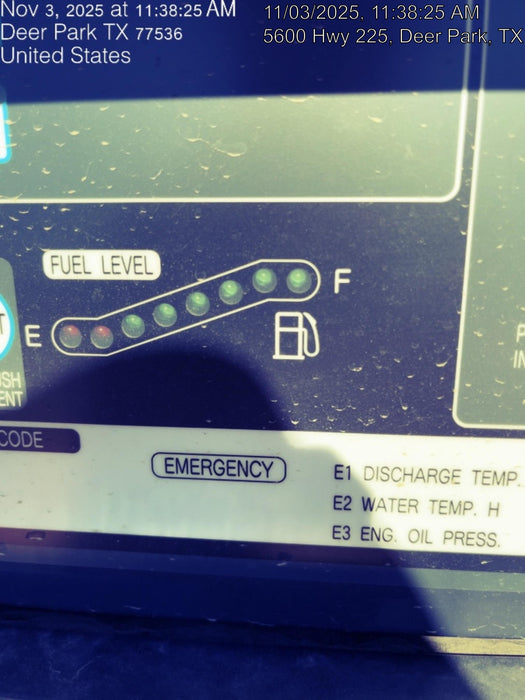 Nov 3, 2025 at 11:38:25 AM
Deer Park TX 77536
United States
11/03/2025, 11:38:25 AM
5600 Hwy 225, Deer Park, TX
FUEL LEVEL
F
E
CODE
EMERGENCY
E1 DISCHARGE TEMP.
E2 WATER TEMP. H
E3 ENG. OIL PRESS.